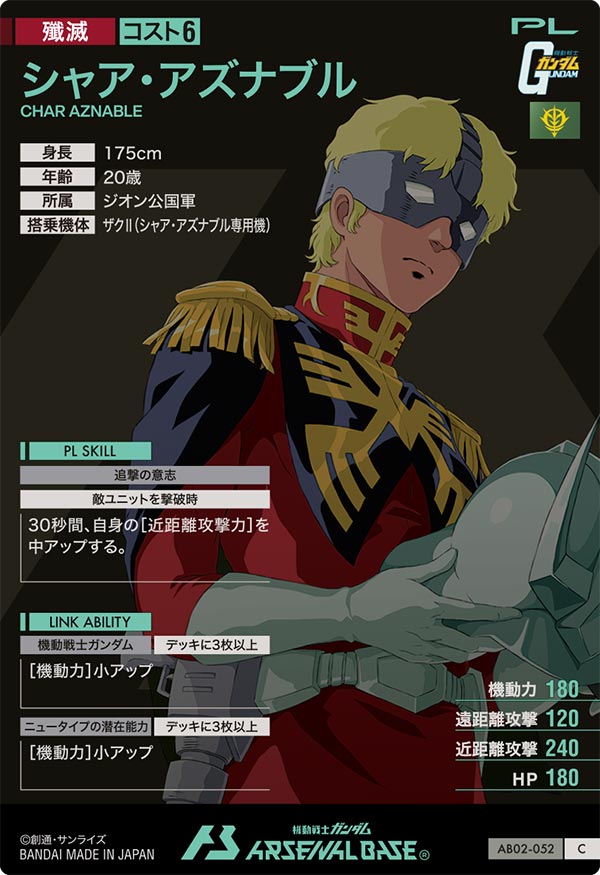 殲滅 コスト6
PL
シャア・アズナブル
CHAR AZNABLE
機動戦士
ガンダム
GUNDAM
身長 175cm
年齢 20歳
所属 ジオン公国軍
搭乗機体 ザクⅡ(シャア・アズナブル専用機)
PL SKILL
追撃の意志
敵ユニットを撃破時
30秒間、自身の[近距離攻撃力]を
中アップする。
LINK ABILITY
機動戦士ガンダム デッキに3枚以上
[機動力]小アップ
ニュータイプの潜在能力 デッキに3枚以上
[機動力]小アップ
機動力 180
遠距離攻撃 120
近距離攻撃 240
HP 180
©創通・サンライズ
BANDAI MADE IN JAPAN
機動戦士ガンダム
AB ARSENAL BASE®
AB02-052 C